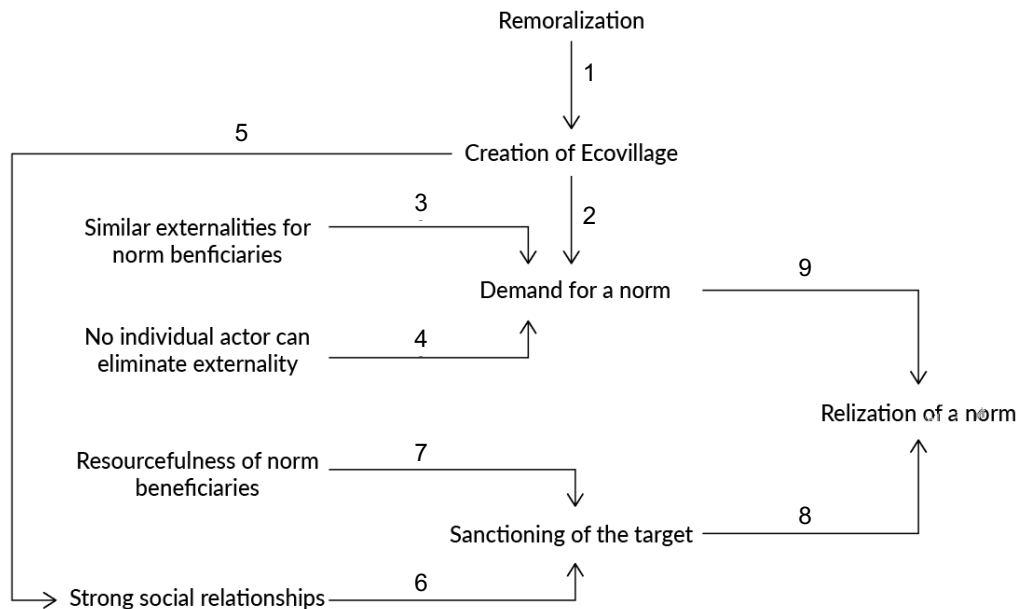 Remoralization
1
5
Creation of Ecovillage
3
2
Similar externalities for
norm benficiaries
9
Demand for a norm
No individual actor can
eliminate externality
4
Relization of a norm
7
Resourcefulness of norm
beneficiaries
8
Sanctioning of the target
6
Strong social relationships